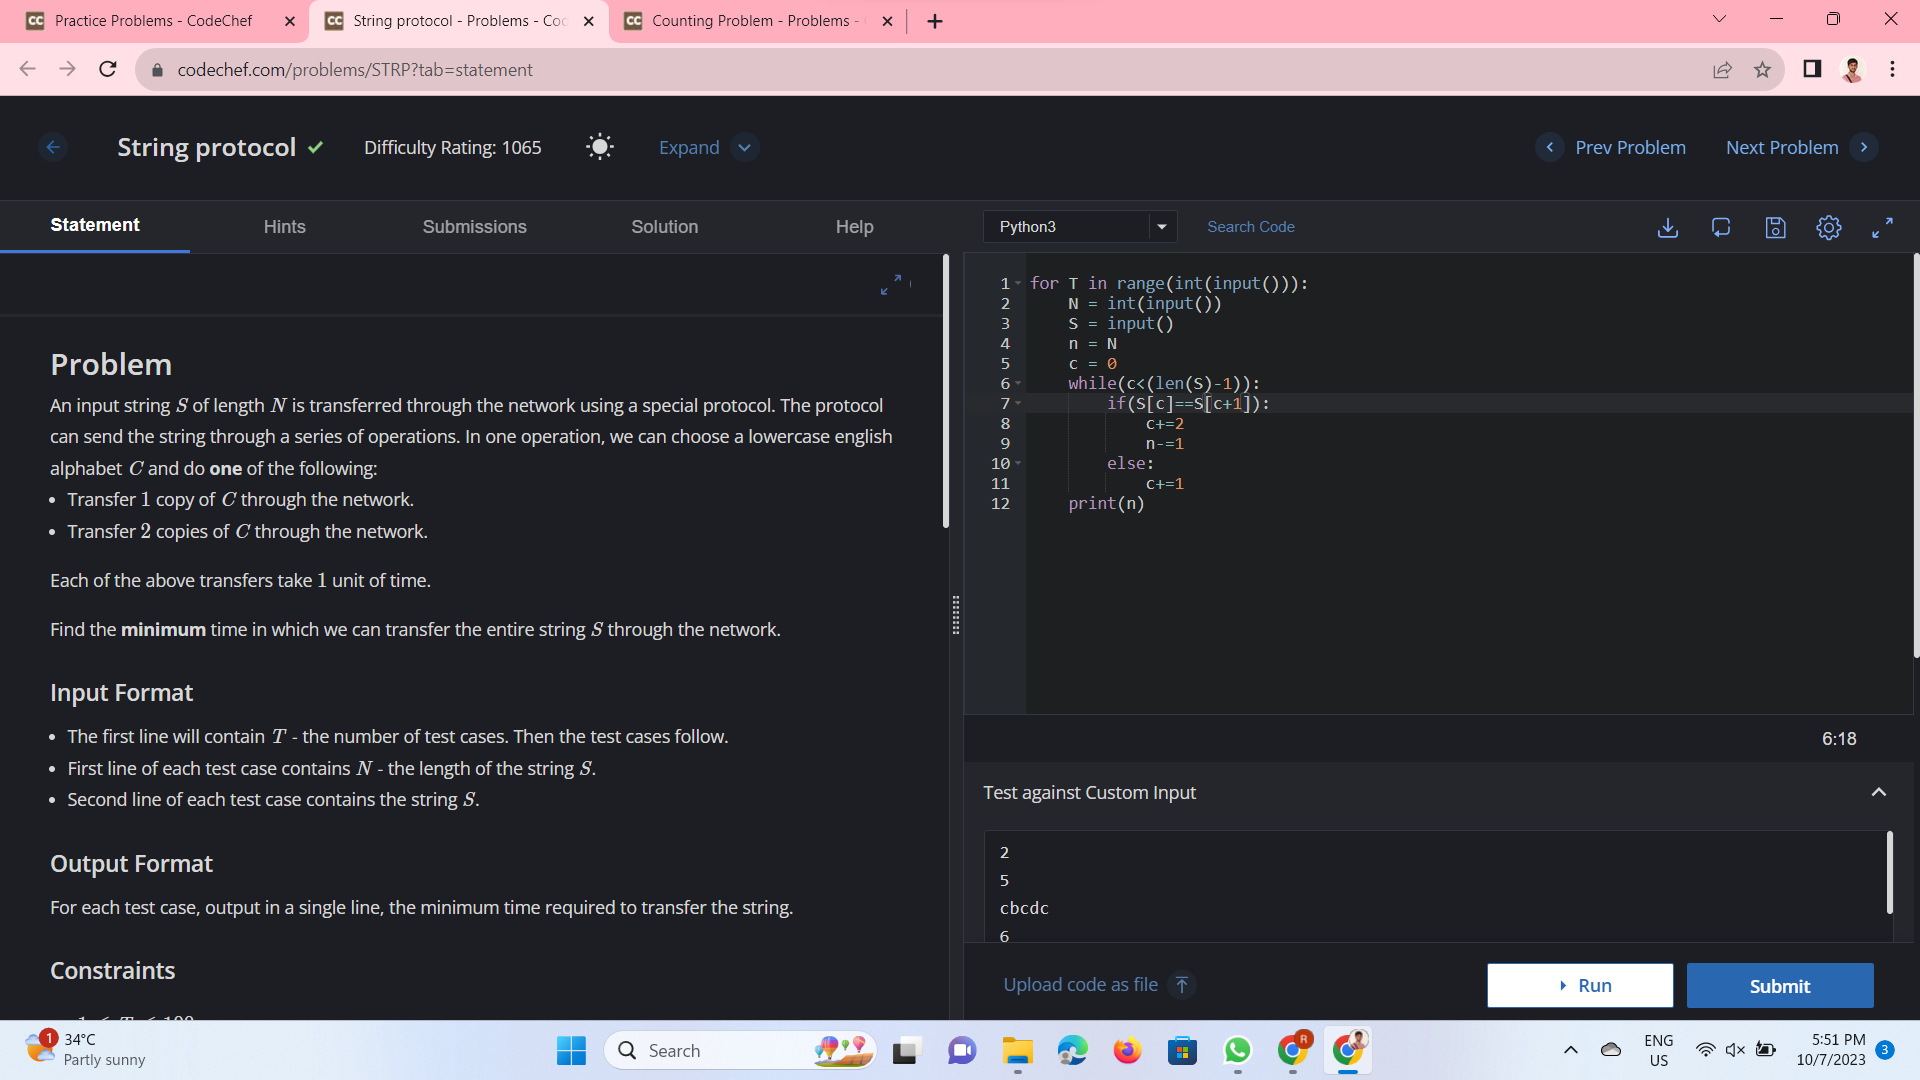 Practice Problems - CodeChef
String protocol - Problems - Coc
Counting Problem - Problems -
codechef.com/problems/STRP?tab=statement
String protocol
Difficulty Rating: 1065
Expand
Prev Problem
Next Problem
Statement
Hints
Submissions
Solution
Help
Problem
An input string S of length N is transferred through the network using a special protocol. The protocol
can send the string through a series of operations. In one operation, we can choose a lowercase english
alphabet C and do one of the following:
• Transfer 1 copy of C through the network.
• Transfer 2 copies of C through the network.
Each of the above transfers take 1 unit of time.
Find the minimum time in which we can transfer the entire string S through the network.
Input Format
• The first line will contain T - the number of test cases. Then the test cases follow.
• First line of each test case contains N - the length of the string S.
• Second line of each test case contains the string S.
Output Format
For each test case, output in a single line, the minimum time required to transfer the string.
Constraints
Python3
Search Code
1 for T in range(int(input())):
2 N = int(input())
3 S = input()
4 n = N
5 c = 0
6 while(c<(len(S)-1)):
7 if(S[c]==S[c+1]):
8 c+=2
9 n-=1
10 else:
11 c+=1
12 print(n)
6:18
Test against Custom Input
2
5
cbcdc
6
Upload code as file
Run
Submit
1
34°C
Partly sunny
Search
R
ENG
US
5:51 PM
10/7/2023
3